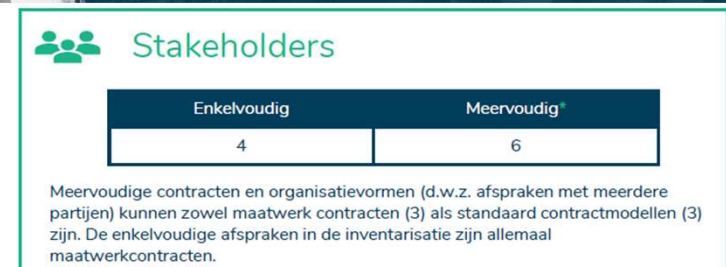 Stakeholders
Enkelvoudig Meervoudig*
4 6
Meervoudige contracten en organisatievormen (d.w.z. afspraken met meerdere
partijen) kunnen zowel maatwerk contracten (3) als standaard contractmodellen (3)
zijn. De enkelvoudige afspraken in de inventarisatie zijn allemaal
maatwerkcontracten.